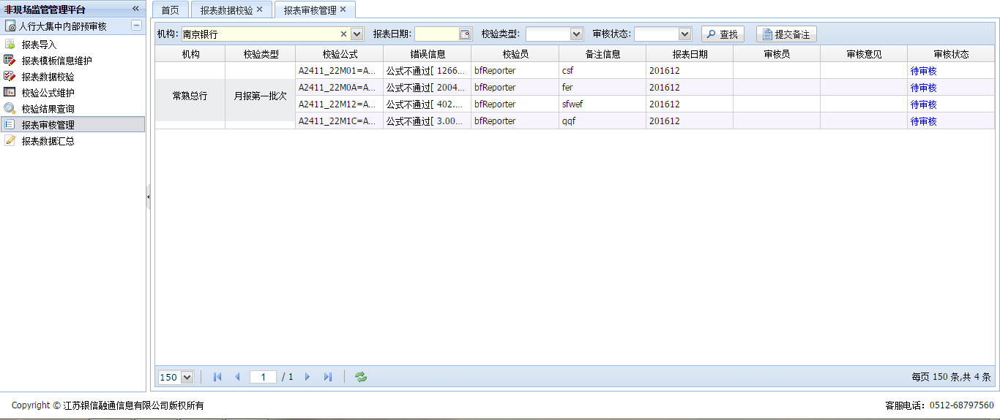 非现场监管管理平台
人行大集中内部预审核
报表导入
报表模板信息维护
报表数据校验
校验公式维护
校验结果查询
报表审核管理
报表数据汇总
首页 报表数据校验 报表审核管理
机构: 南京银行 报表日期: 校验类型: 审核状态: 查找 提交备注
机构 校验类型 校验公式 错误信息 校验员 备注信息 报表日期 审核员 审核意见 审核状态
A2411_22M01=A... 公式不通过[ 1266... bfReporter csf 201612 待审核
A2411_22M0A=A... 公式不通过[ 2004... bfReporter fer 201612 待审核
常熟总行 月报第一批次
A2411_22M12=A... 公式不通过[ 402.... bfReporter sfwef 201612 待审核
A2411_22M1C=A... 公式不通过[ 3.00... bfReporter qqf 201612 待审核
150 1 / 1 每页 150 条,共 4 条
Copyright © 江苏银信融通信息有限公司版权所有 客服电话：0512-68797560